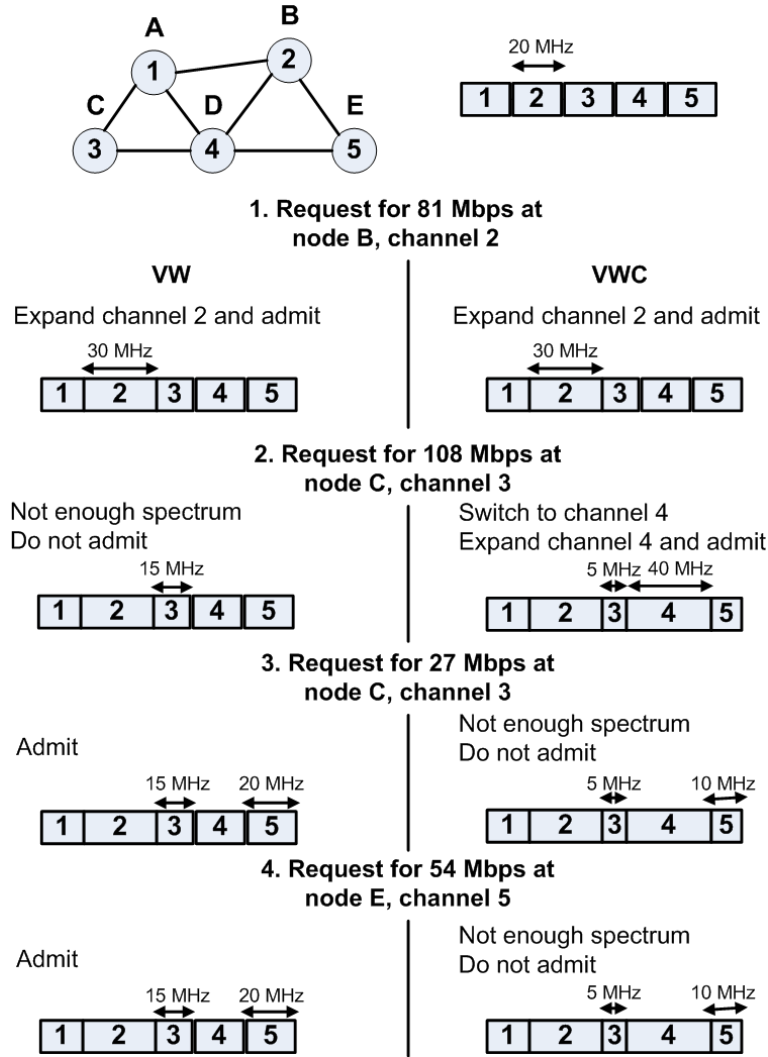 A
B
1
2
C
D
E
3
4
5
20 MHz
1 2 3 4 5
1. Request for 81 Mbps at
node B, channel 2
VW
Expand channel 2 and admit
30 MHz
1 2 3 4 5
VWC
Expand channel 2 and admit
30 MHz
1 2 3 4 5
2. Request for 108 Mbps at
node C, channel 3
Not enough spectrum
Do not admit
15 MHz
1 2 3 4 5
Switch to channel 4
Expand channel 4 and admit
5 MHz 40 MHz
1 2 3 4 5
3. Request for 27 Mbps at
node C, channel 3
Admit
15 MHz 20 MHz
1 2 3 4 5
Not enough spectrum
Do not admit
5 MHz 10 MHz
1 2 3 4 5
4. Request for 54 Mbps at
node E, channel 5
Admit
15 MHz 20 MHz
1 2 3 4 5
Not enough spectrum
Do not admit
5 MHz 10 MHz
1 2 3 4 5